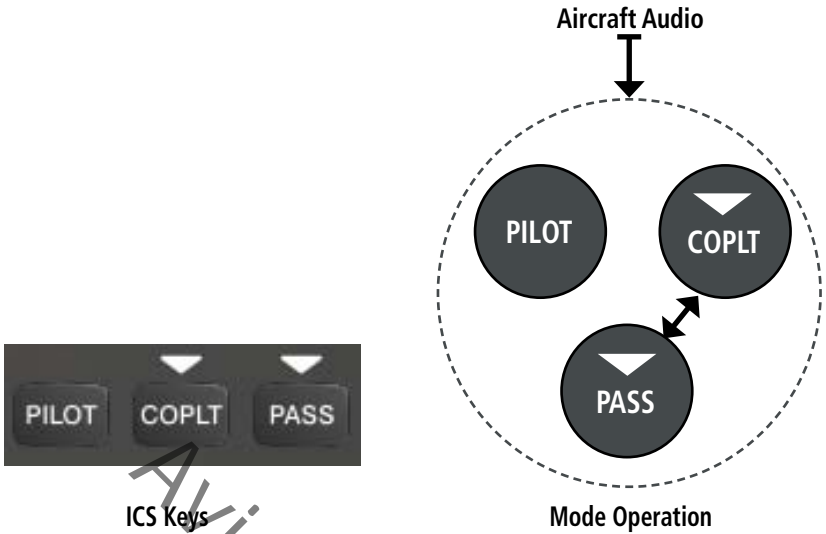 Aircraft Audio
PILOT
COPLT
PASS
PILOT COPLT PASS
ICS Keys
Mode Operation